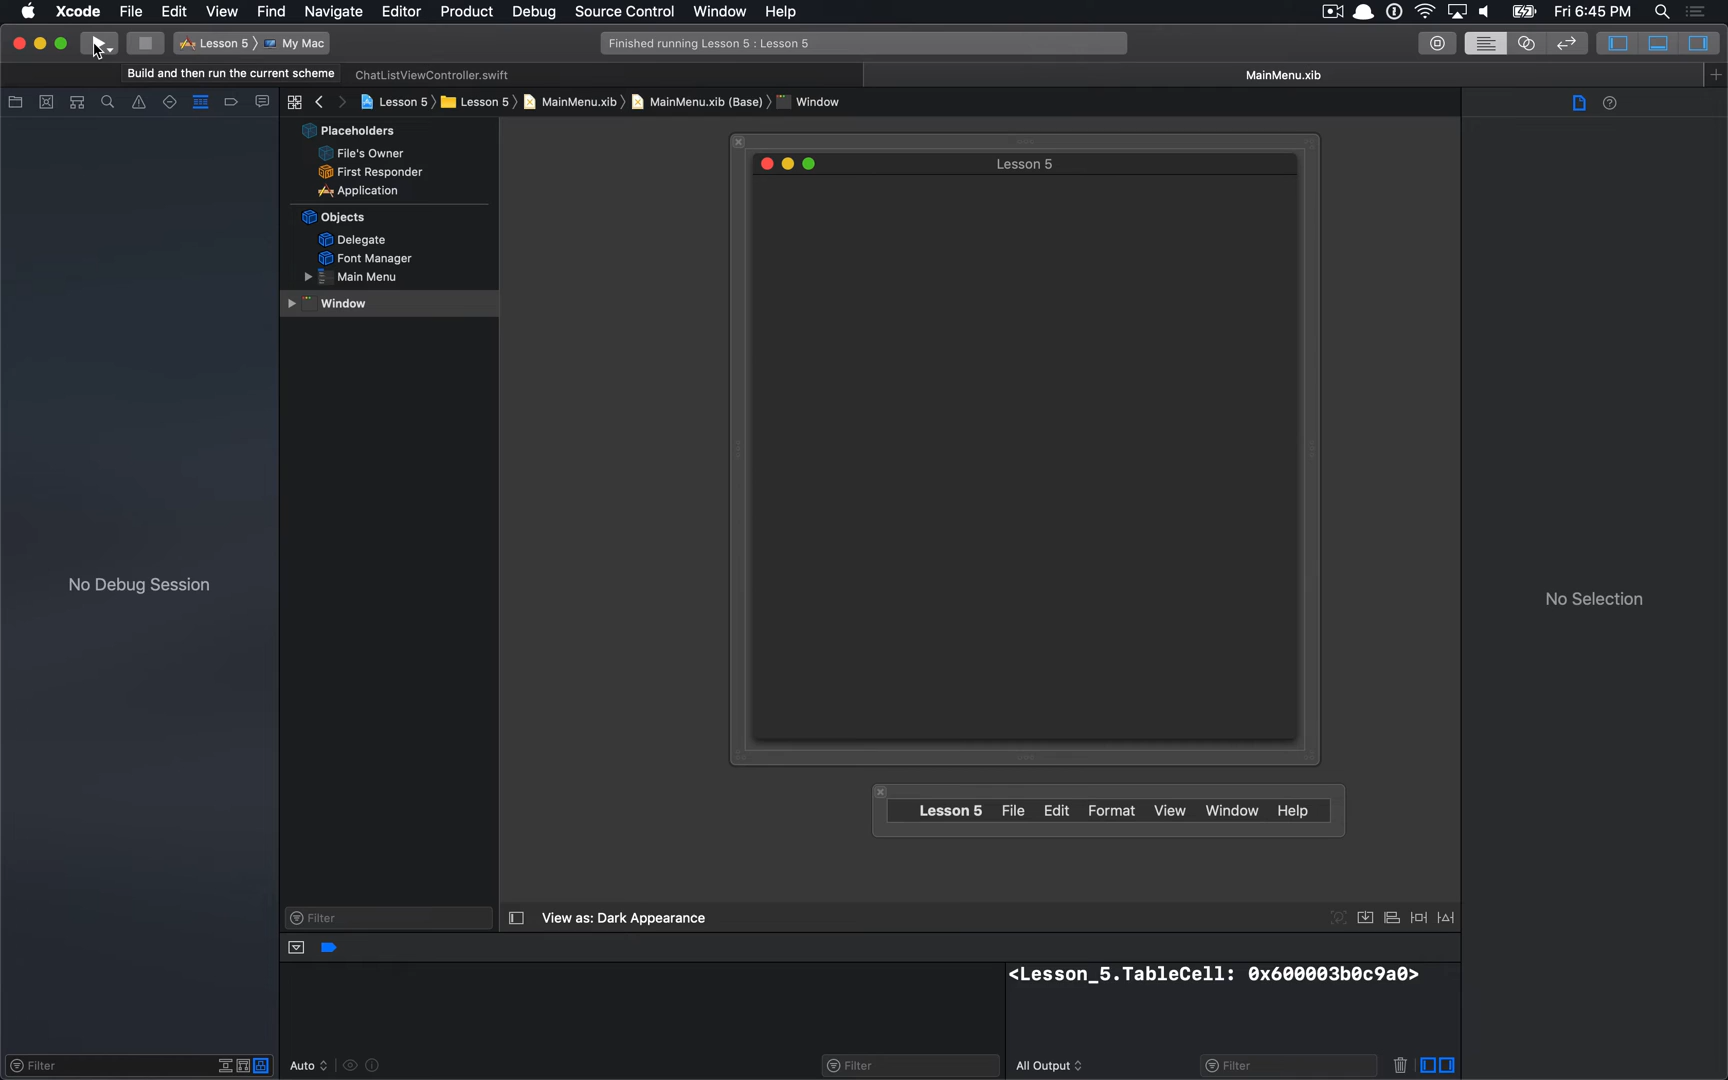 Xcode File Edit View Find Navigate Editor Product Debug Source Control Window Help Fri 6:45 PM
Lesson 5 My Mac Finished running Lesson 5 : Lesson 5
Build and then run the current scheme
ChatListViewController.swift MainMenu.xib
Lesson 5 Lesson 5 MainMenu.xib MainMenu.xib (Base) Window
Placeholders
File's Owner
First Responder
Application
Objects
Delegate
Font Manager
Main Menu
Window
Lesson 5
No Debug Session
No Selection
Lesson 5 File Edit Format View Window Help
Filter
View as: Dark Appearance
<Lesson_5.TableCell: 0x600003b0c9a0>
Filter
Auto
Filter
All Output
Filter